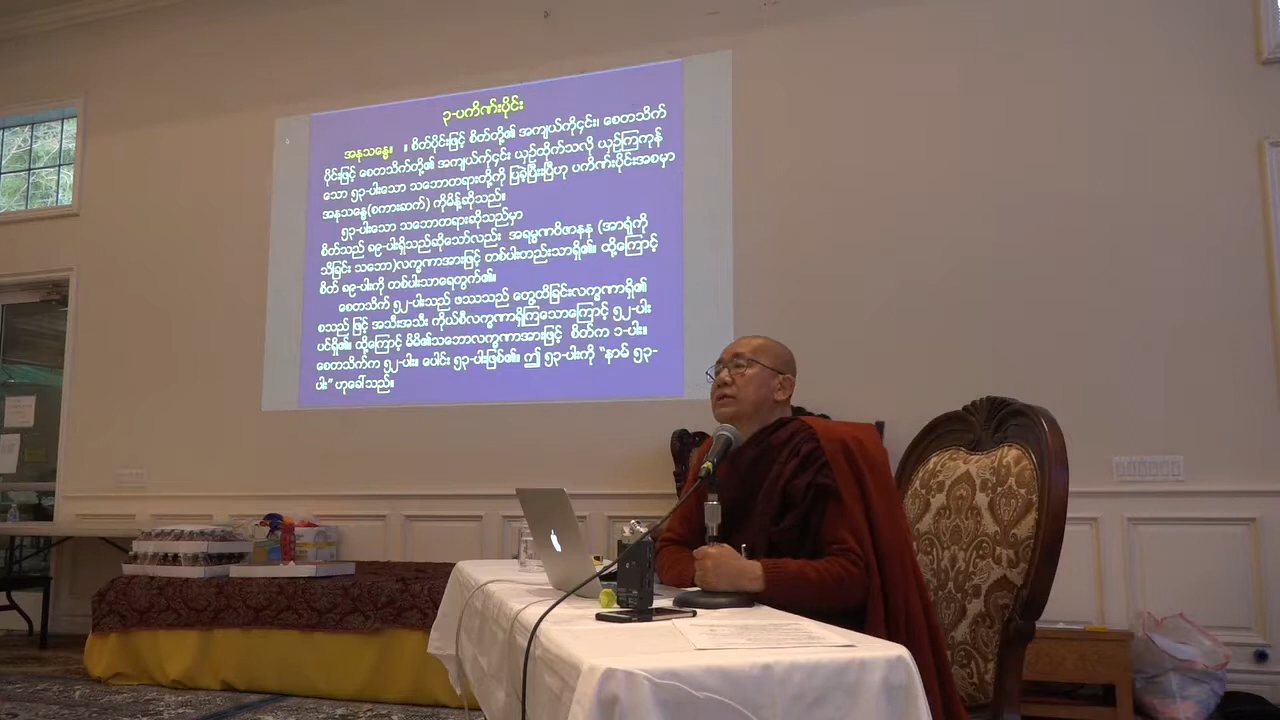 ၃-ပကိဏ်းပိုင်း
အနုသန္ဓေ။ ။ စိတ်ပိုင်းဖြင့် စိတ်တို့၏ အကျယ်ကို၎င်း၊ စေတသိက်
ပိုင်းဖြင့် စေတသိက်တို့၏ အကျယ်ကို၎င်း ယှဉ်ထိုက်သလို ယှဉ်ကြကုန်
သော ၅၃-ပါးသော သဘောတရားတို့ကို ပြခဲ့ပြီးပြီဟု ပကိဏ်းပိုင်းအစမှာ
အနုသန္ဓေ(စကားဆက်) ကိုမိန့်ဆိုသည်။
၅၃-ပါးသော သဘောတရားဆိုသည်မှာ
စိတ်သည် ၈၉-ပါးရှိသည်ဆိုသော်လည်း အာရမ္မဏဝိဇာနန (အာရုံကို
သိခြင်း သဘော)လက္ခဏာအားဖြင့် တစ်ပါးတည်းသာရှိ၏။ ထို့ကြောင့်
စိတ် ၈၉-ပါးကို တစ်ပါးသာရေတွက်၏။
စေတသိက် ၅၂-ပါးသည် ဖဿသည် တွေ့ထိခြင်းလက္ခဏာရှိ၏
စသည် ဖြင့် အသီးအသီး ကိုယ်စီလက္ခဏာရှိကြသောကြောင့် ၅၂-ပါး
ပင်ရှိ၏။ ထို့ကြောင့် မိမိ၏သဘောလက္ခဏာအားဖြင့် စိတ်က ၁-ပါး။
စေတသိက်က ၅၂-ပါး။ ပေါင်း ၅၃-ပါးဖြစ်၏။ ဤ ၅၃-ပါးကို “နာမ် ၅၃-
ပါး” ဟုခေါ်သည်။